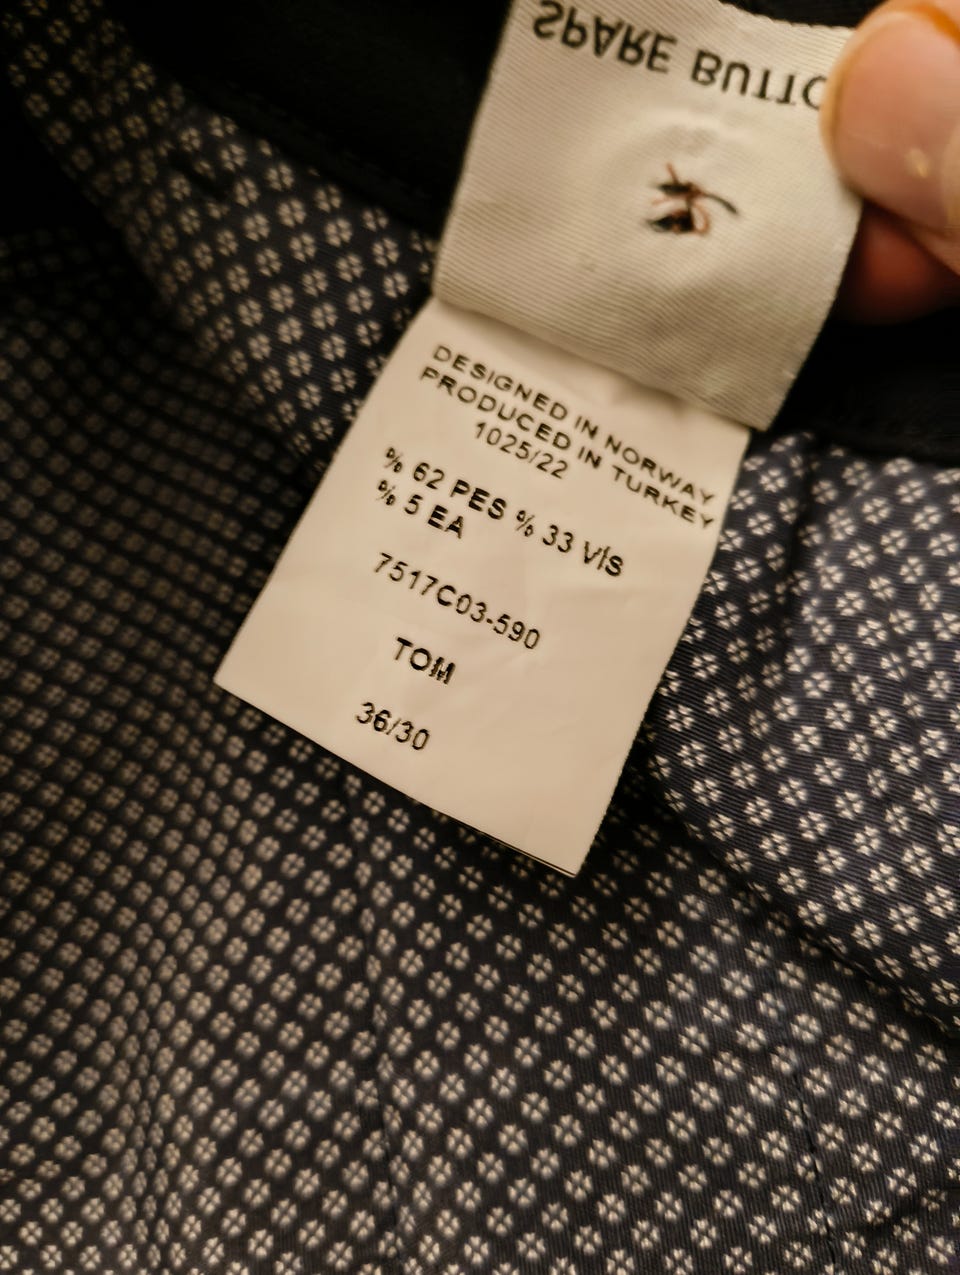 SPARE BUTTO
DESIGNED IN NORWAY
PRODUCED IN TURKEY
1025/22
% 62 PES % 33 VIS
% 5 EA
7517C03-590
TOM
36/30